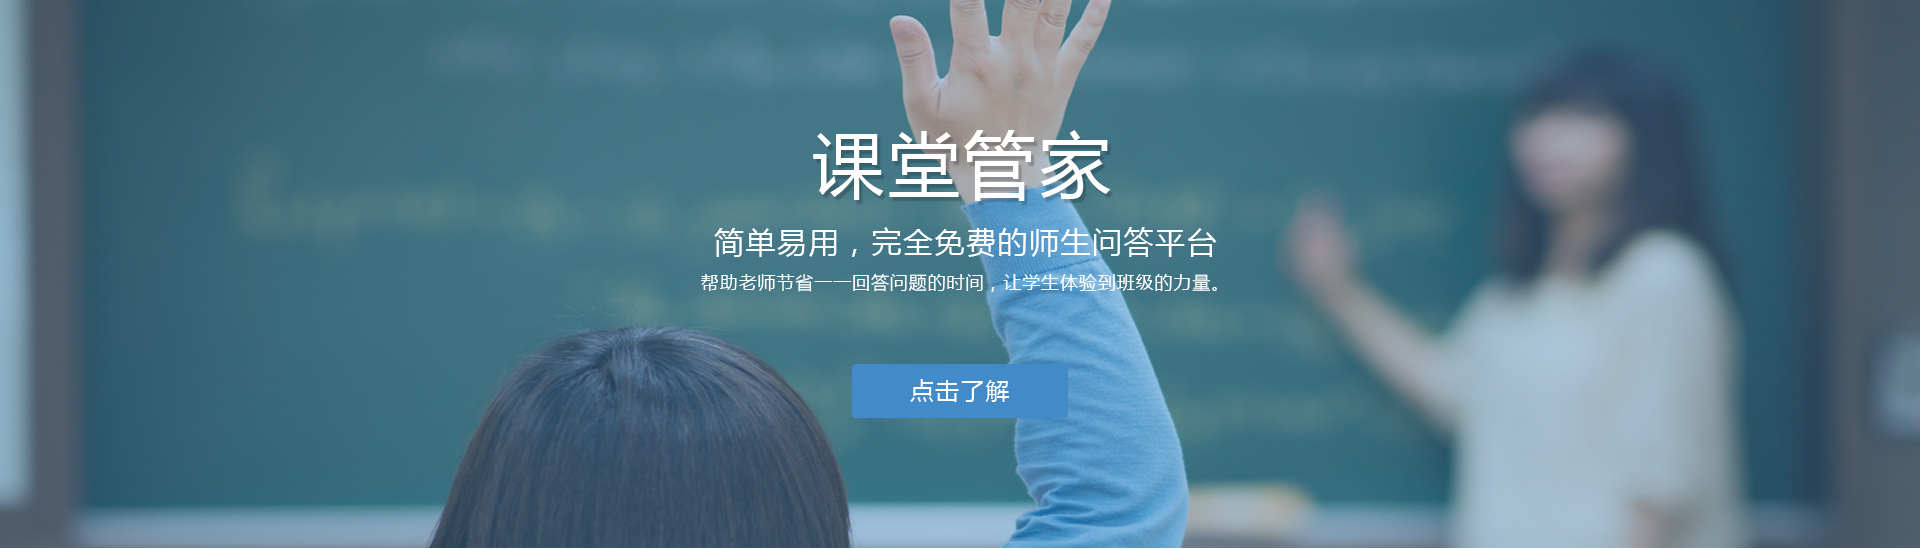 课堂管家
简单易用，完全免费的师生问答平台
帮助老师节省一一回答问题的时间，让学生体验到班级的力量。
点击了解